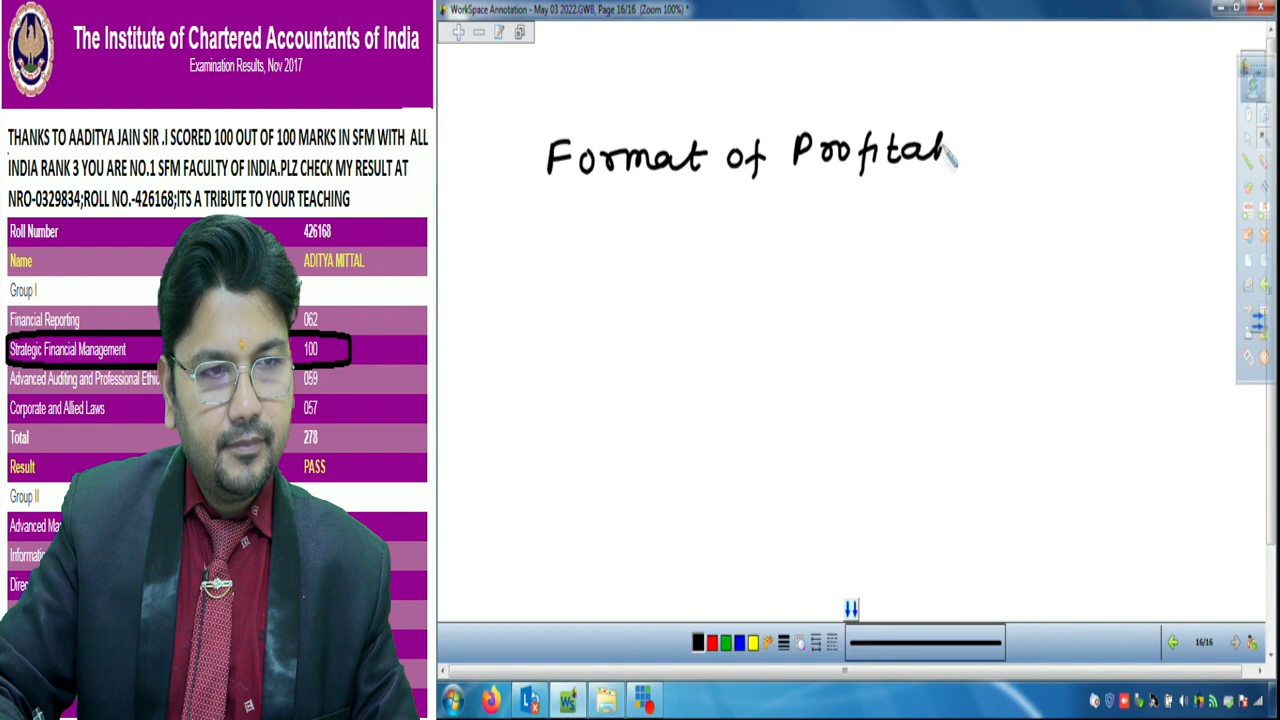 The Institute of Chartered Accountants of India
Examination Results, Nov 2017
THANKS TO AADITYA JAIN SIR .I SCORED 100 OUT OF 100 MARKS IN SFM WITH ALL
INDIA RANK 3 YOU ARE NO.1 SFM FACULTY OF INDIA.PLZ CHECK MY RESULT AT
NRO-0329834;ROLL NO.-426168;ITS A TRIBUTE TO YOUR TEACHING
Roll Number 426168
Name ADITYA MITTAL
Group I
Financial Reporting 062
Strategic Financial Management 100
Advanced Auditing and Professional Ethic 059
Corporate and Allied Laws 057
Total 278
Result PASS
Group II
Advanced Ma
Informatio
Direc
WorkSpace Annotation - May 03 2022.GWB, Page 16/16 (Zoom 100%) *
Format of Profitab
16/16